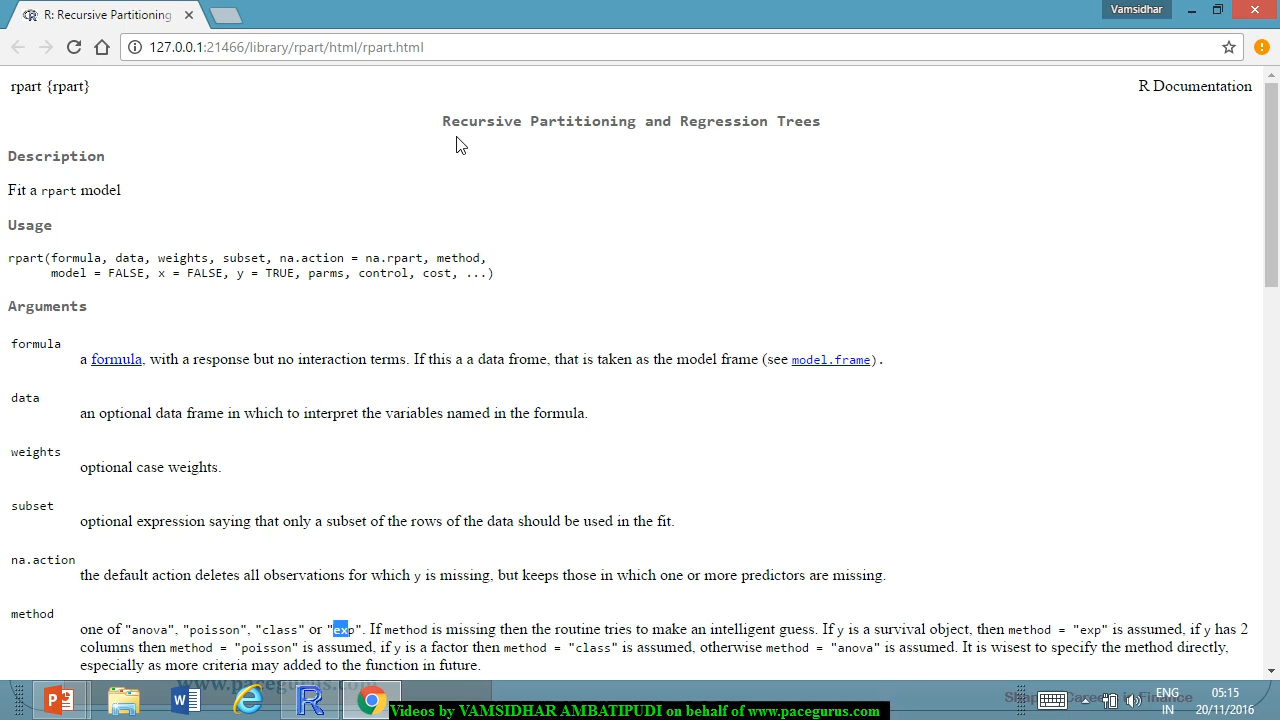 R: Recursive Partitioning
Vamsidhar
127.0.0.1:21466/library/rpart/html/rpart.html
rpart {rpart}
R Documentation
Recursive Partitioning and Regression Trees
Description
Fit a rpart model
Usage
rpart(formula, data, weights, subset, na.action = na.rpart, method,
model = FALSE, x = FALSE, y = TRUE, parms, control, cost, ...)
Arguments
formula
a formula, with a response but no interaction terms. If this a a data frome, that is taken as the model frame (see model.frame).
data
an optional data frame in which to interpret the variables named in the formula.
weights
optional case weights.
subset
optional expression saying that only a subset of the rows of the data should be used in the fit.
na.action
the default action deletes all observations for which y is missing, but keeps those in which one or more predictors are missing.
method
one of "anova", "poisson", "class" or "exp". If method is missing then the routine tries to make an intelligent guess. If y is a survival object, then method = "exp" is assumed, if y has 2
columns then method = "poisson" is assumed, if y is a factor then method = "class" is assumed, otherwise method = "anova" is assumed. It is wisest to specify the method directly,
especially as more criteria may added to the function in future.
www.pacegurus.com
ENG
05:15
IN
20/11/2016
Videos by VAMSIDHAR AMBATIPUDI on behalf of www.pacegurus.com